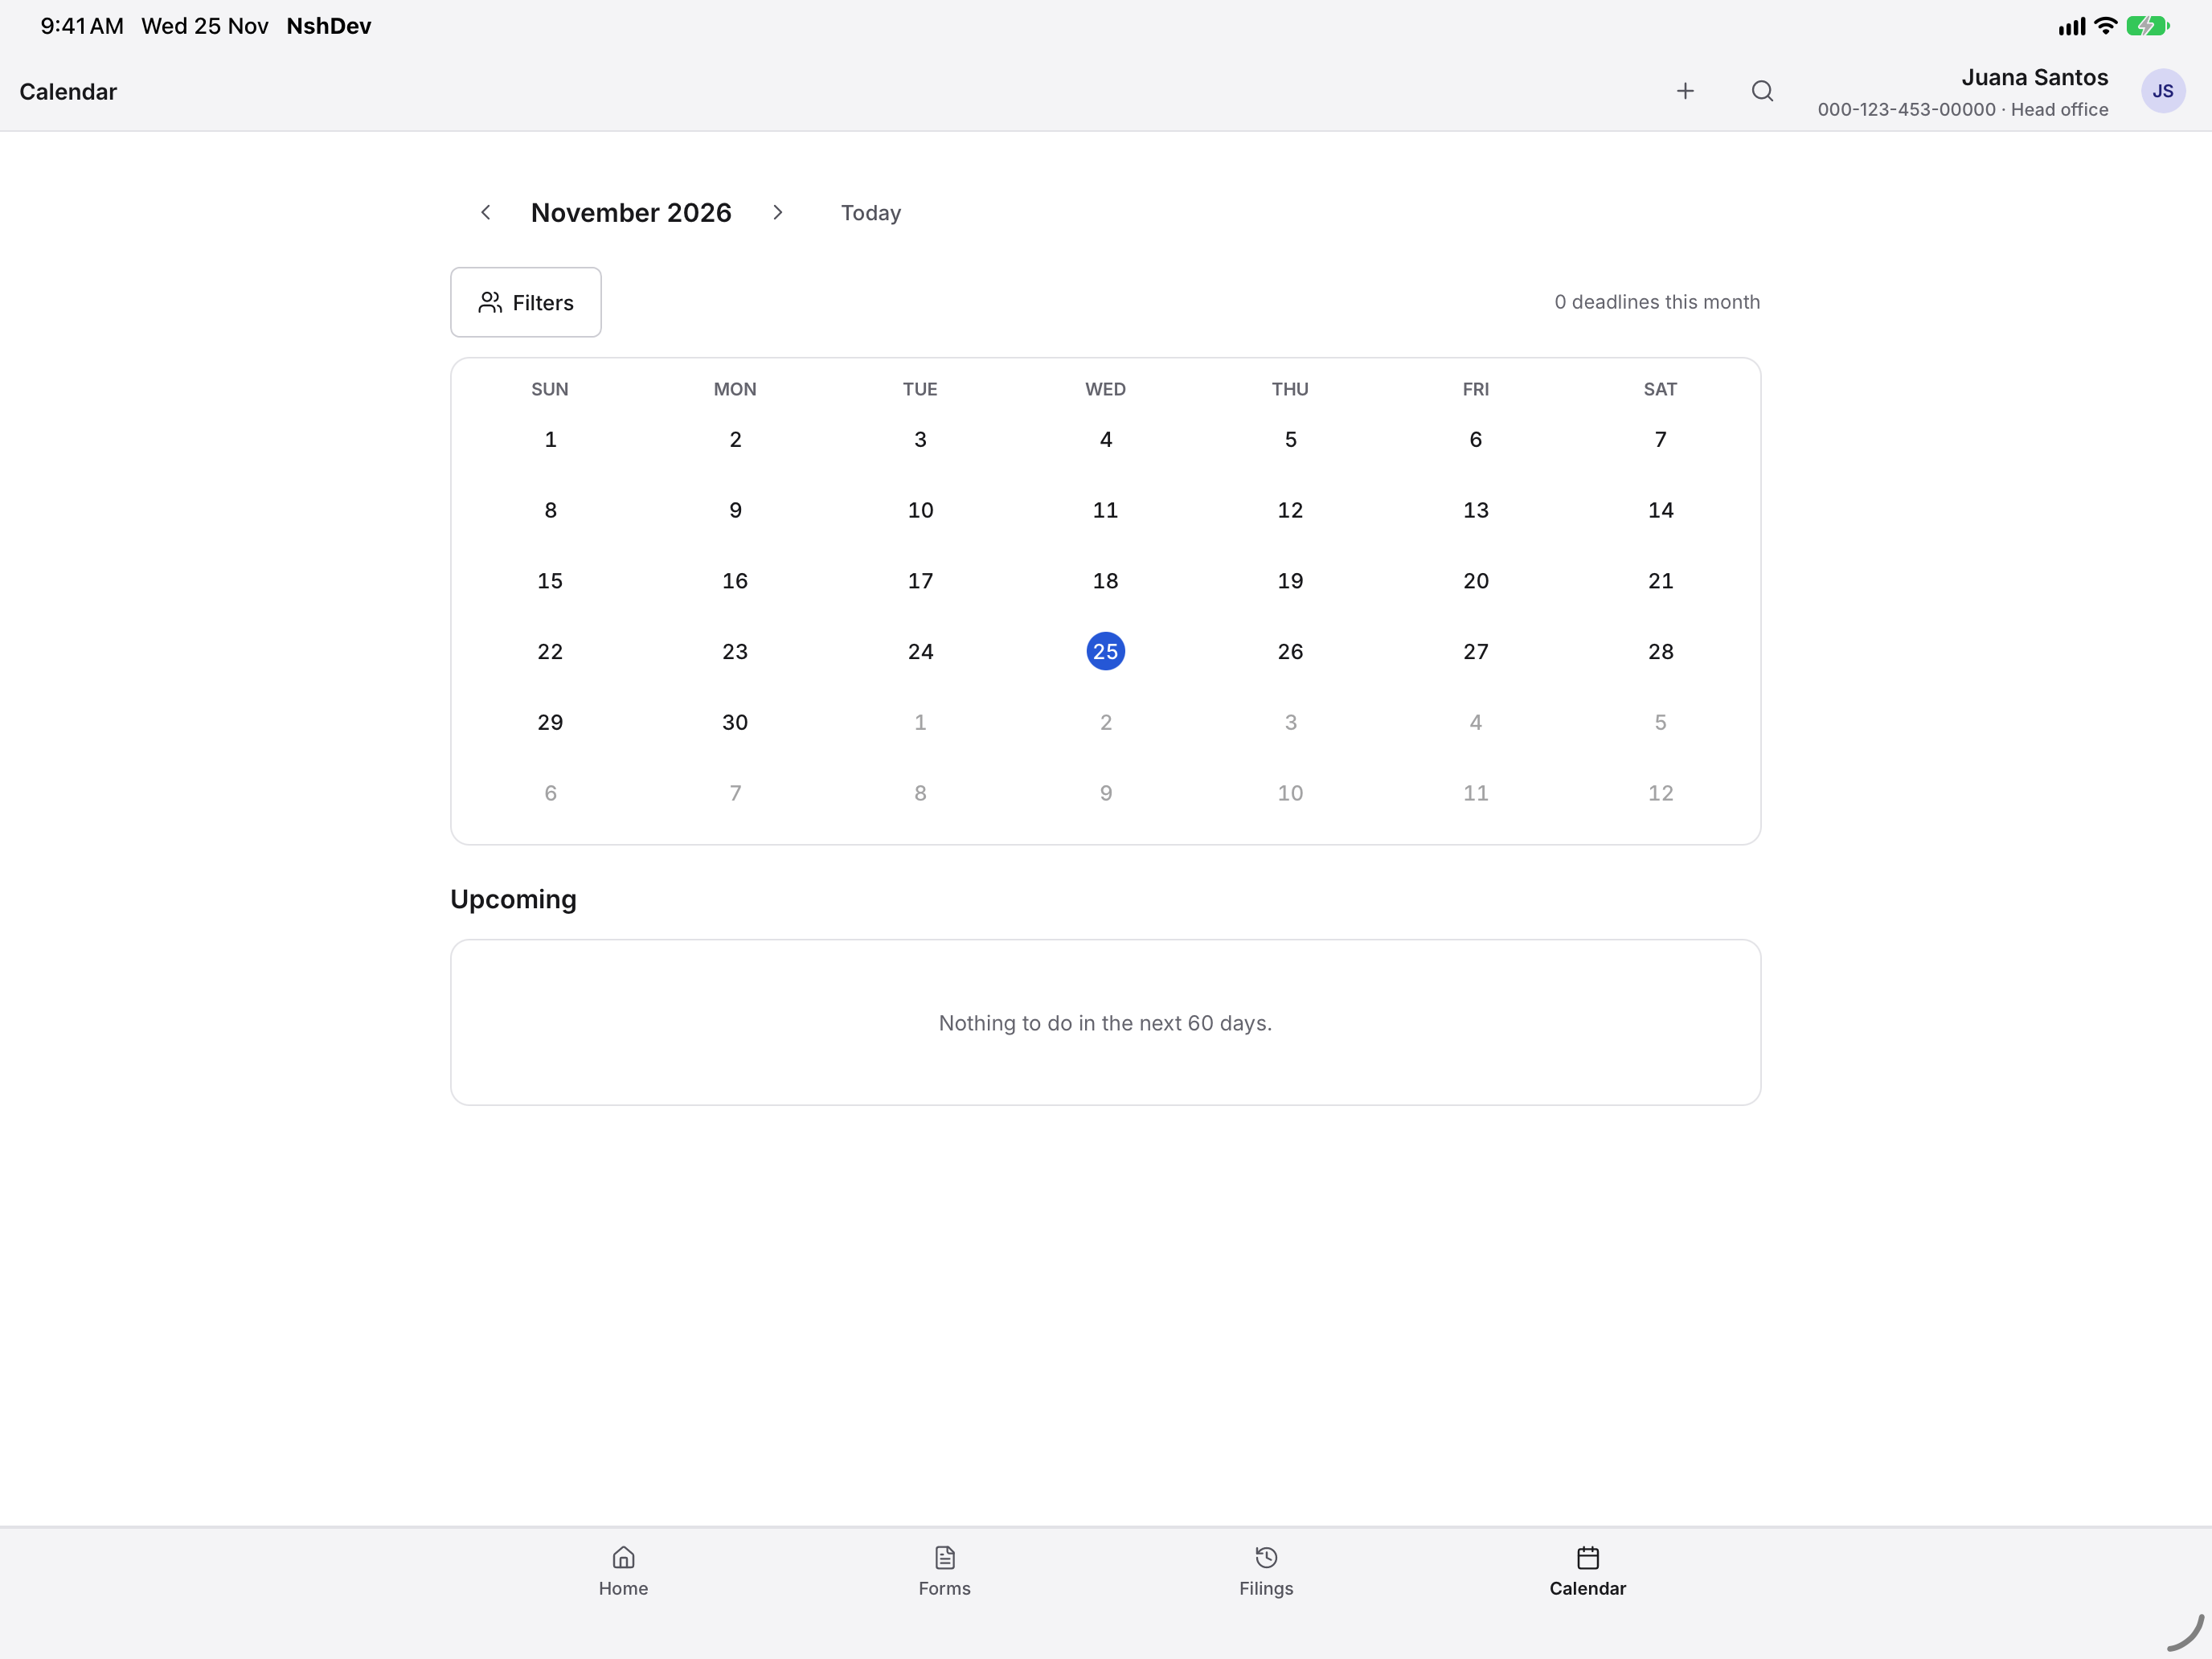 9:41 AM Wed 25 Nov NshDev
Calendar
Juana Santos
000-123-453-00000 · Head office
JS
November 2026
Today
Filters
0 deadlines this month
SUN MON TUE WED THU FRI SAT
1 2 3 4 5 6 7
8 9 10 11 12 13 14
15 16 17 18 19 20 21
22 23 24 25 26 27 28
29 30 1 2 3 4 5
6 7 8 9 10 11 12
Upcoming
Nothing to do in the next 60 days.
Home Forms Filings Calendar